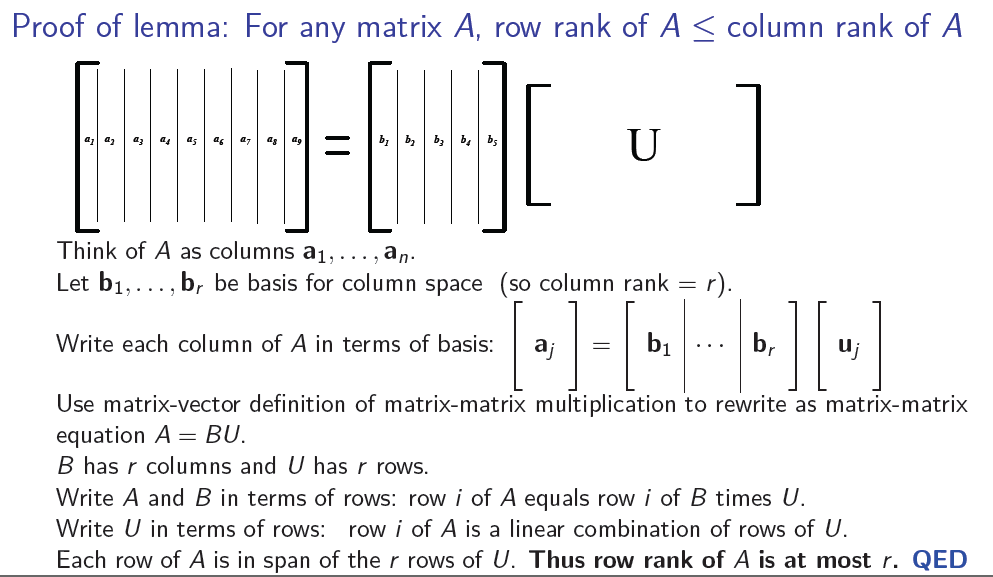 Proof of lemma: For any matrix A, row rank of A ≤ column rank of A
a₁ a₂ a₃ a₄ a₅ a₆ a₇ a₈ a₉ = b₁ b₂ b₃ b₄ b₅ U
Think of A as columns a₁, . . . , aₙ.
Let b₁, . . . , bᵣ be basis for column space (so column rank = r).
Write each column of A in terms of basis: [ aⱼ ] = [ b₁ | ⋯ | bᵣ ] [ uⱼ ]
Use matrix-vector definition of matrix-matrix multiplication to rewrite as matrix-matrix
equation A = BU.
B has r columns and U has r rows.
Write A and B in terms of rows: row i of A equals row i of B times U.
Write U in terms of rows: row i of A is a linear combination of rows of U.
Each row of A is in span of the r rows of U. Thus row rank of A is at most r. QED